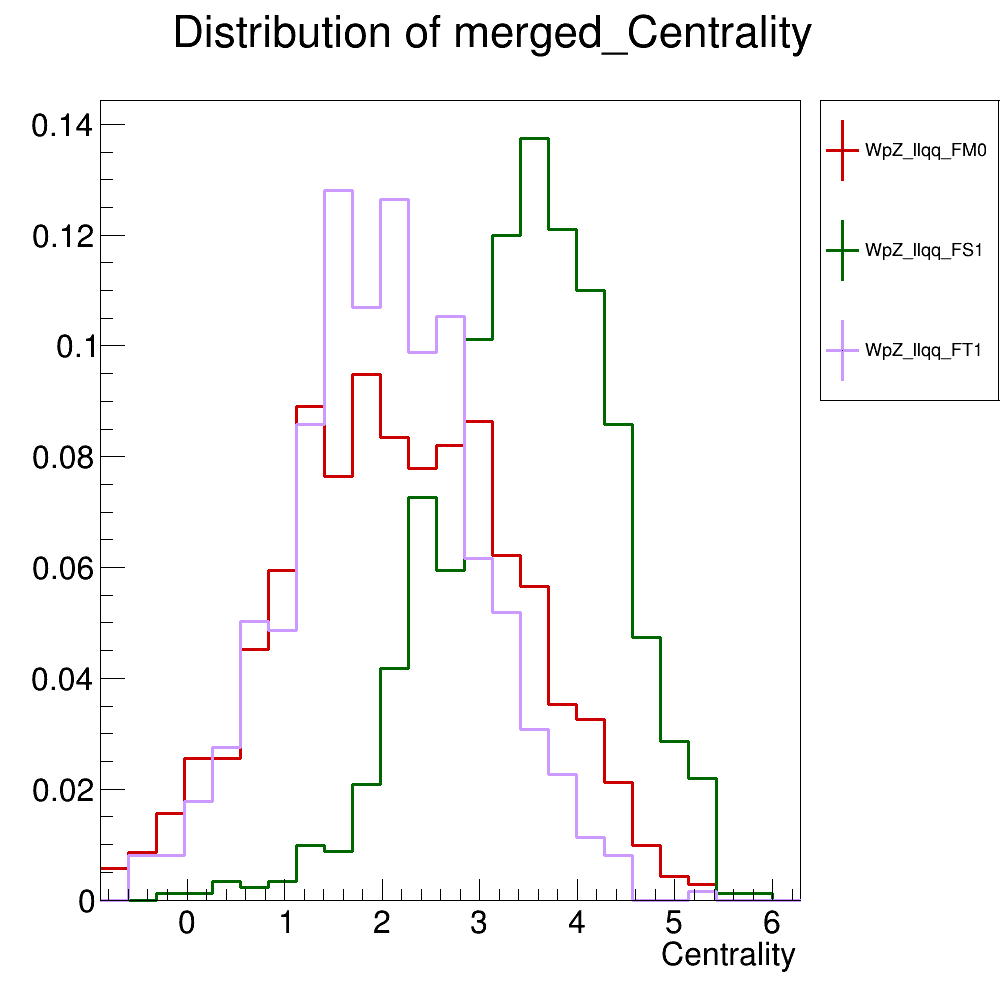 Distribution of merged_Centrality
0.14
0.12
0.1
0.08
0.06
0.04
0.02
0
0 1 2 3 4 5 6
Centrality
WpZ_llqq_FM0
WpZ_llqq_FS1
WpZ_llqq_FT1